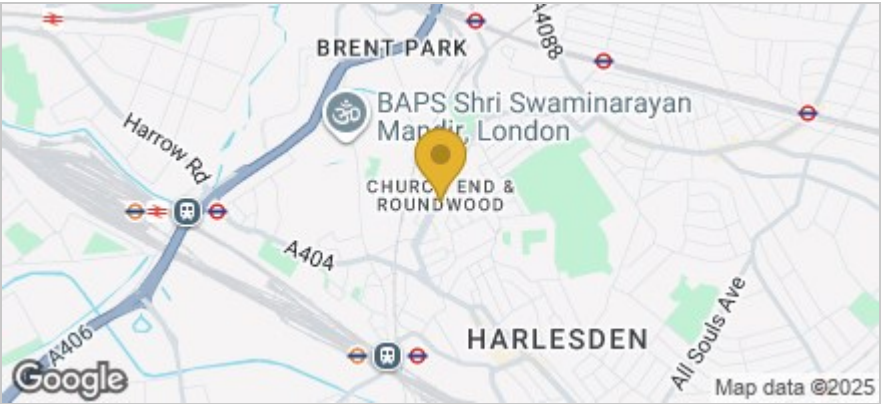 A4088
BRENT PARK
BAPS Shri Swaminarayan
Mandir, London
Harrow Rd
CHURCH END &
ROUNDWOOD
A404
HARLESDEN
All Souls Ave
A406
Google
Map data ©2025